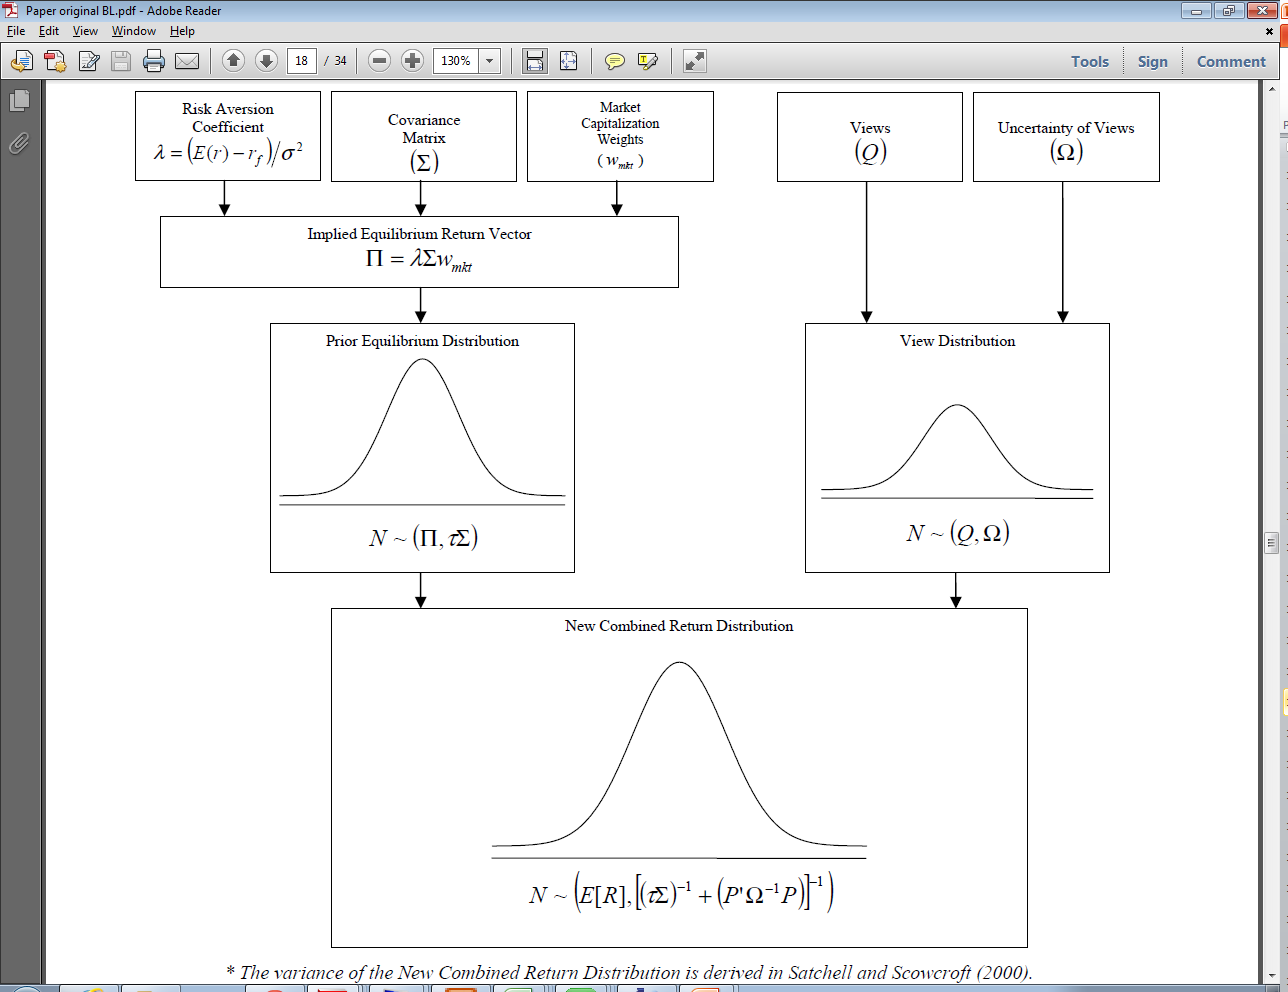 Paper original BL.pdf - Adobe Reader
File Edit View Window Help
18 / 34 130% Tools Sign Comment
Risk Aversion
Coefficient
λ = (E(r) − r_f)/σ²
Covariance
Matrix
(Σ)
Market
Capitalization
Weights
(w_mkt)
Views
(Q)
Uncertainty of Views
(Ω)
Implied Equilibrium Return Vector
Π = λΣw_mkt
Prior Equilibrium Distribution
N ~ (Π, τΣ)
View Distribution
N ~ (Q, Ω)
New Combined Return Distribution
N ~ (E[R], [(τΣ)⁻¹ + (P'Ω⁻¹P)]⁻¹)
* The variance of the New Combined Return Distribution is derived in Satchell and Scowcroft (2000).